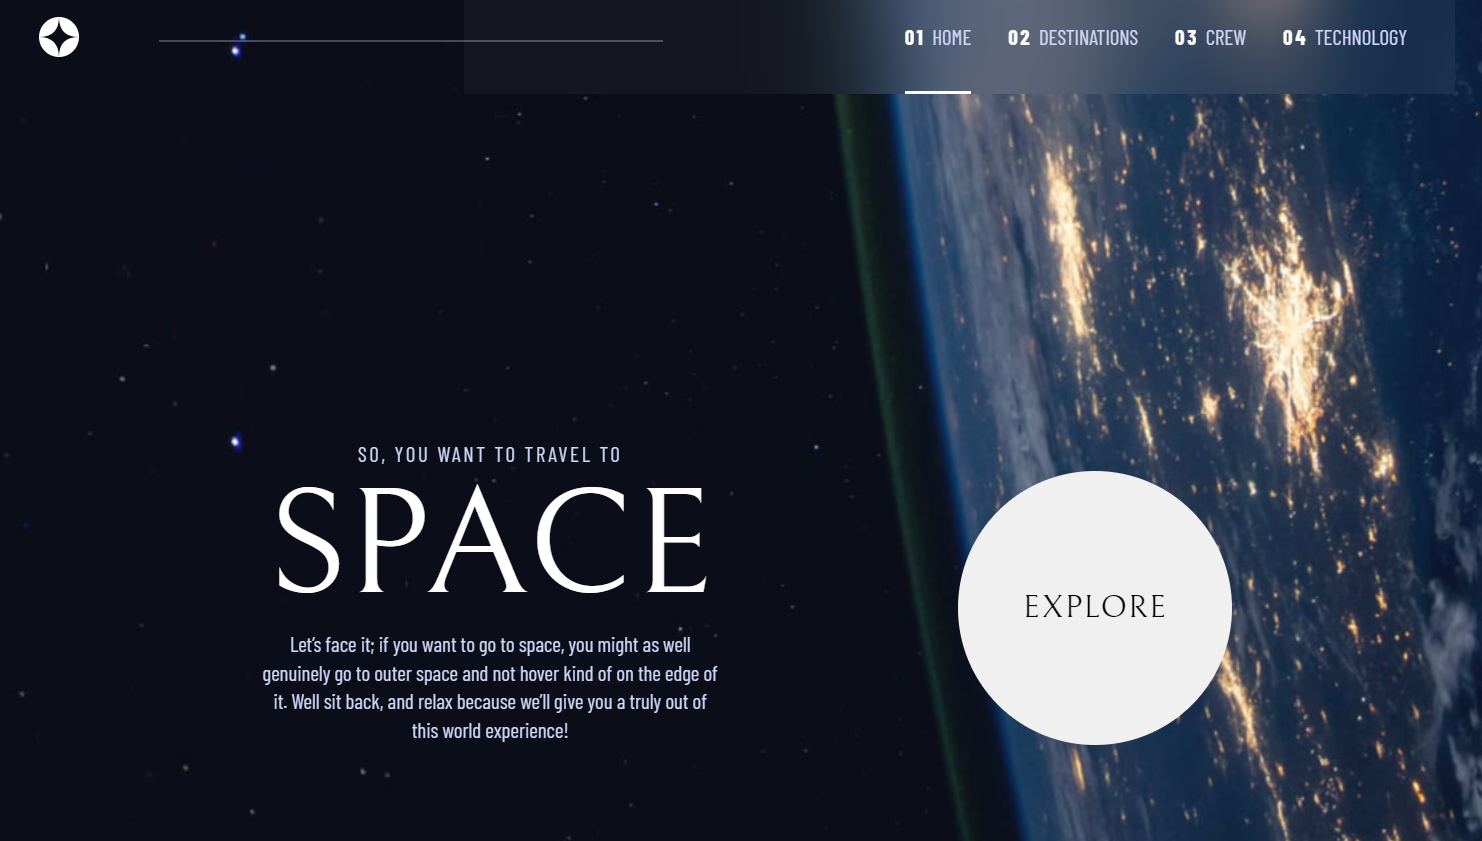 01 HOME 02 DESTINATIONS 03 CREW 04 TECHNOLOGY
SO, YOU WANT TO TRAVEL TO
SPACE
Let's face it; if you want to go to space, you might as well
genuinely go to outer space and not hover kind of on the edge of
it. Well sit back, and relax because we'll give you a truly out of
this world experience!
EXPLORE